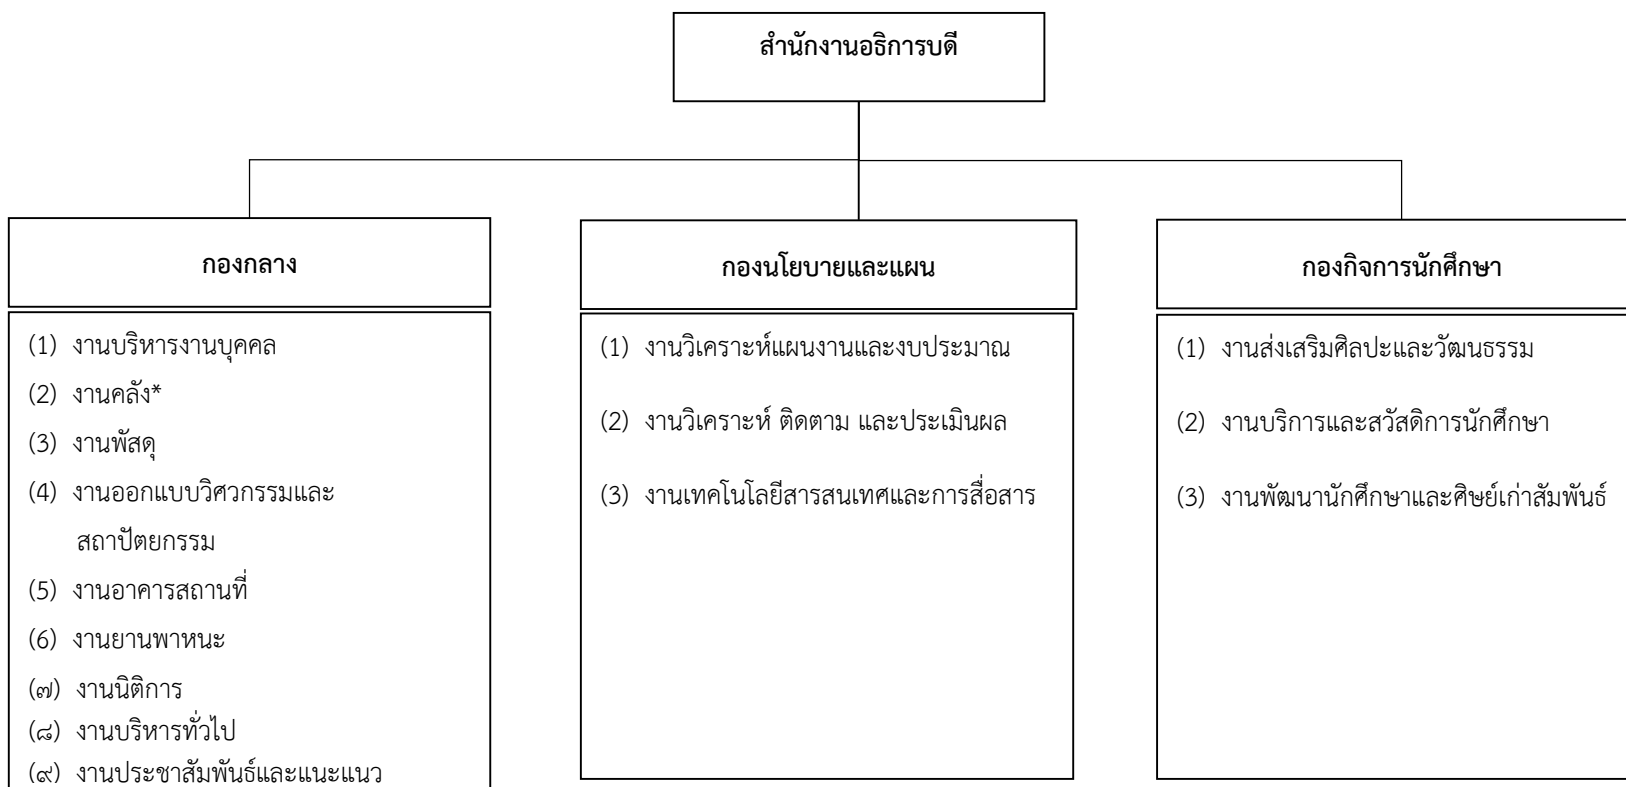 สำนักงานอธิการบดี
กองกลาง
(1) งานบริหารงานบุคคล
(2) งานคลัง*
(3) งานพัสดุ
(4) งานออกแบบวิศวกรรมและ
สถาปัตยกรรม
(5) งานอาคารสถานที่
(6) งานยานพาหนะ
(๗) งานนิติการ
(๘) งานบริหารทั่วไป
(๙) งานประชาสัมพันธ์และแนะแนว
กองนโยบายและแผน
(1) งานวิเคราะห์แผนงานและงบประมาณ
(2) งานวิเคราะห์ ติดตาม และประเมินผล
(3) งานเทคโนโลยีสารสนเทศและการสื่อสาร
กองกิจการนักศึกษา
(1) งานส่งเสริมศิลปะและวัฒนธรรม
(2) งานบริการและสวัสดิการนักศึกษา
(3) งานพัฒนานักศึกษาและศิษย์เก่าสัมพันธ์